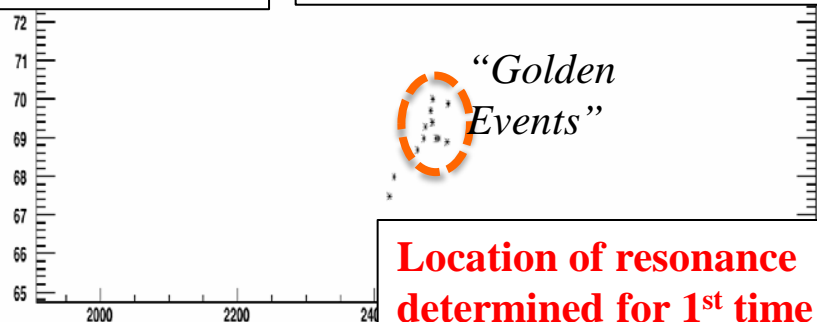 72
71
70
69
68
67
66
65
2000
2200
“Golden
Events”
Location of resonance
determined for 1st time